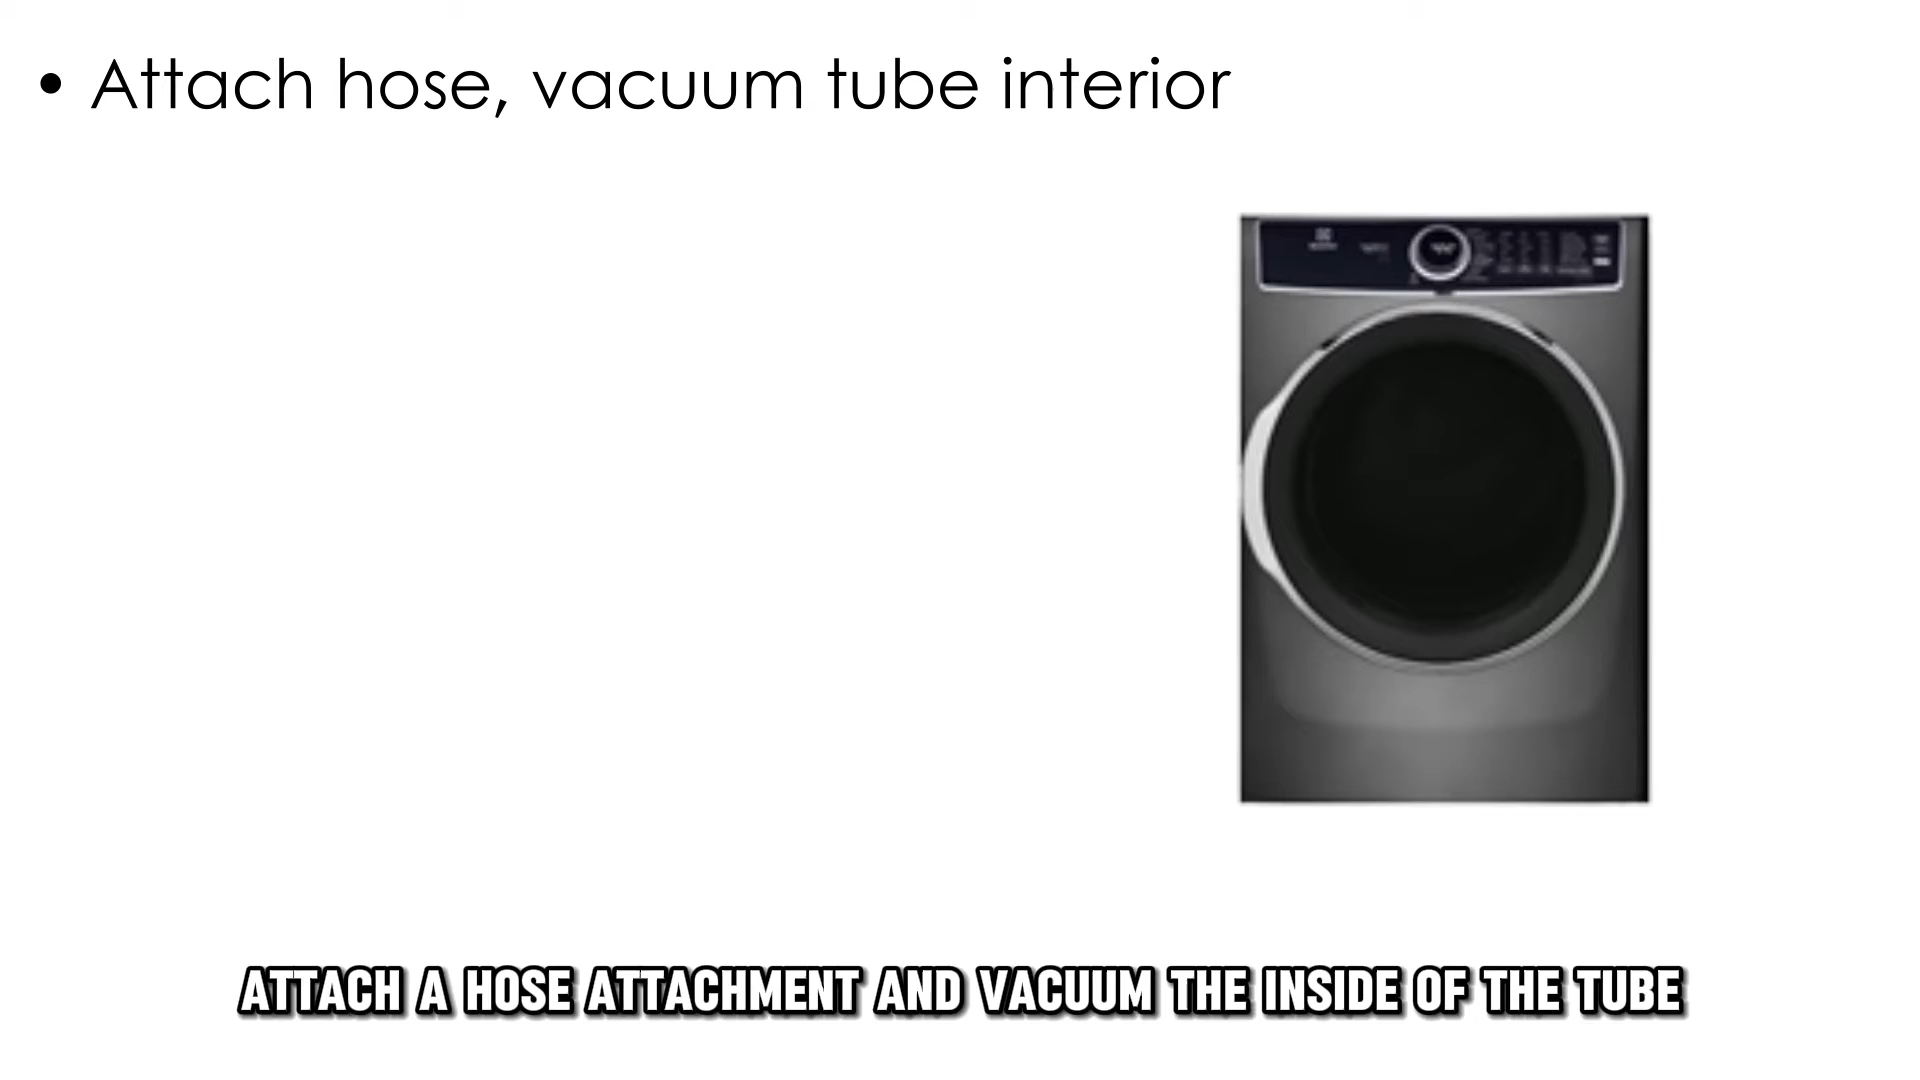 • Attach hose, vacuum tube interior
ATTACH A HOSE ATTACHMENT AND VACUUM THE INSIDE OF THE TUBE